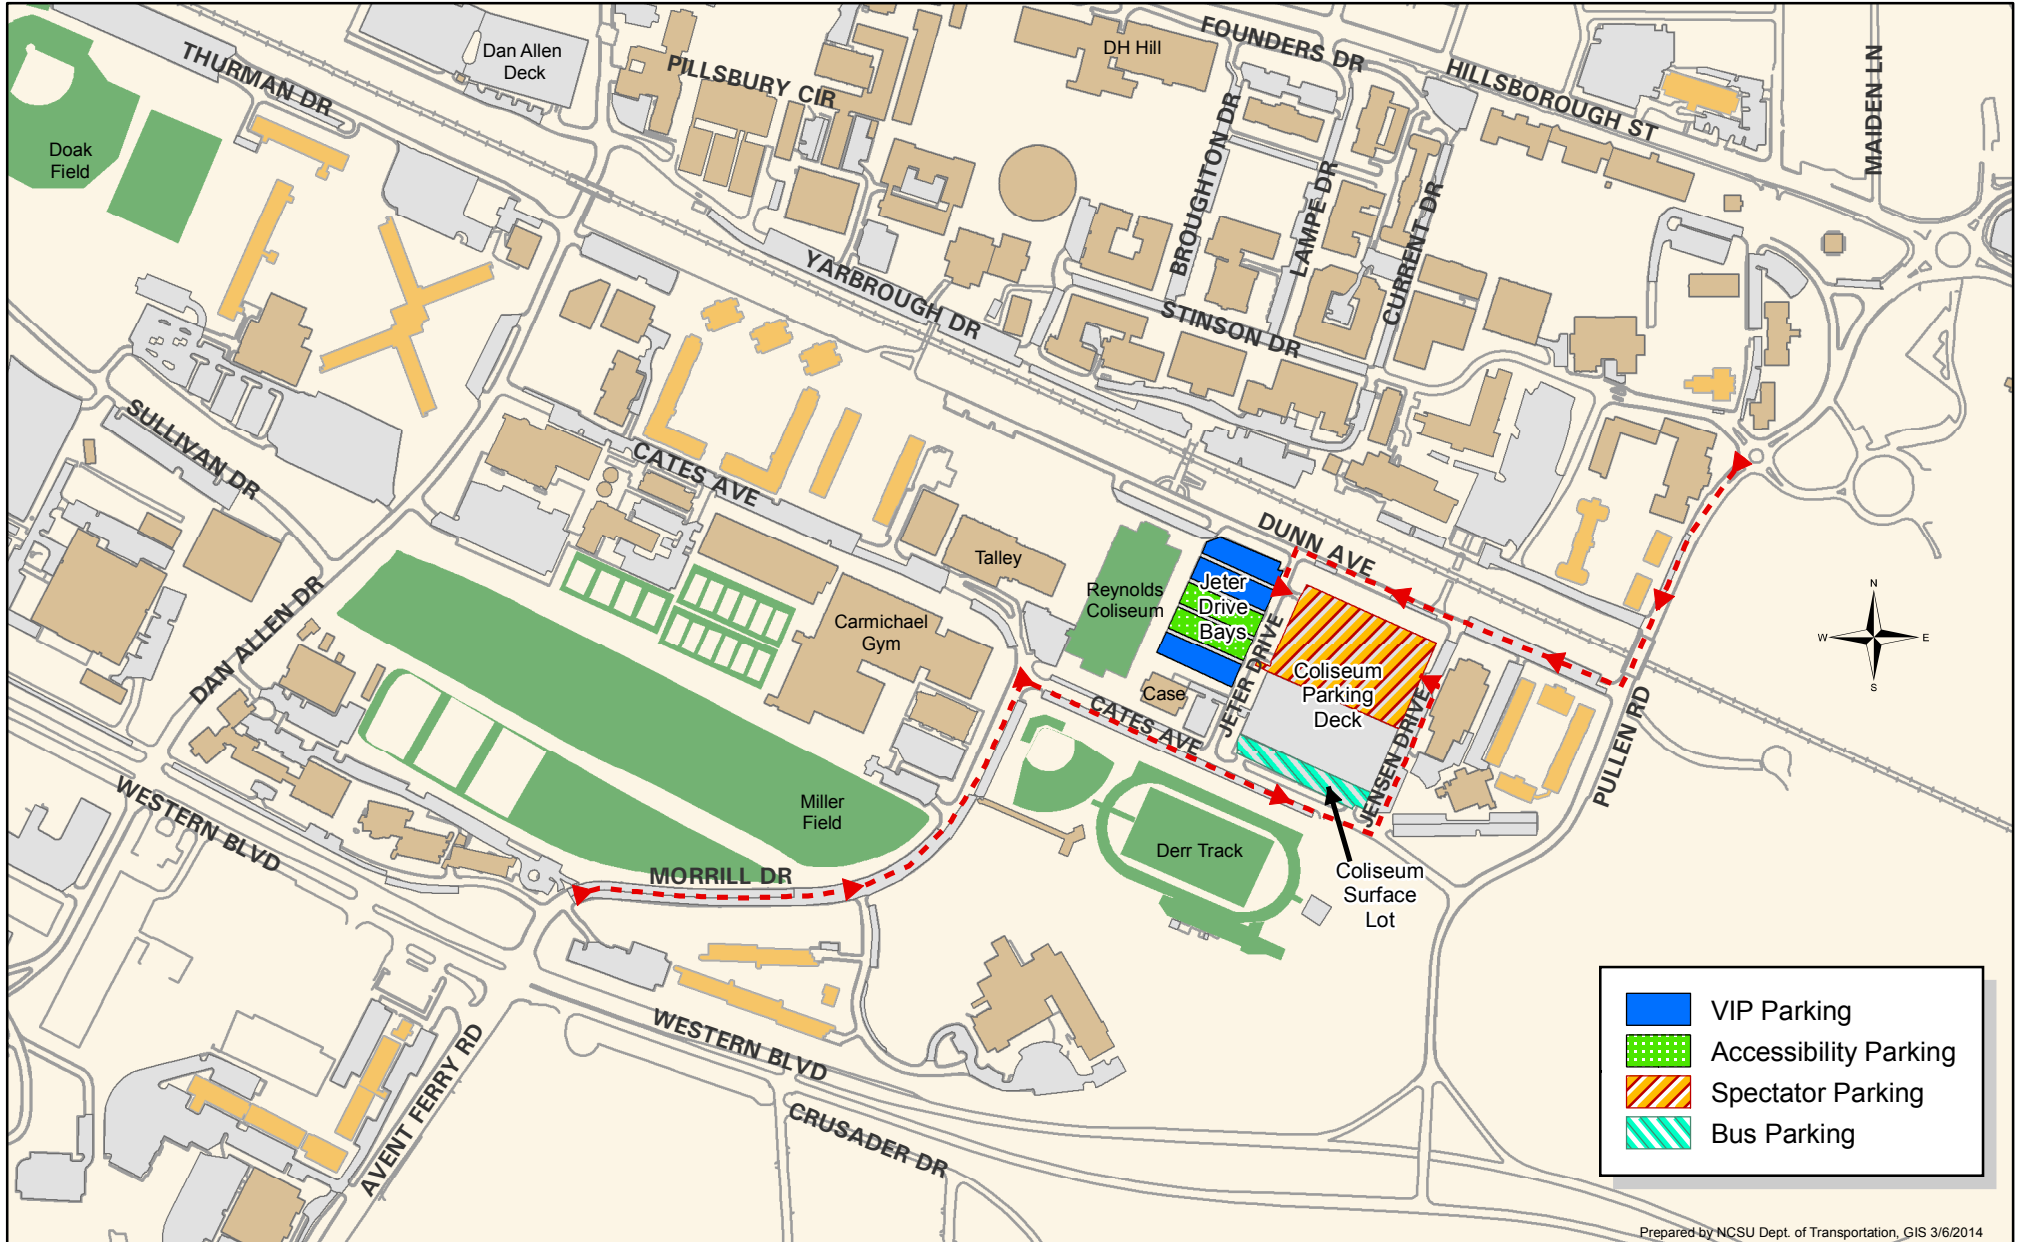 THURMAN DR
Dan Allen
Deck
PILLSBURY CIR
DH Hill
FOUNDERS DR
HILLSBOROUGH ST
MAIDEN LN
Doak
Field
BROUGHTON DR
LAMPE DR
CURRENT DR
YARBROUGH DR
STINSON DR
SULLIVAN DR
CATES AVE
DUNN AVE
Talley
Reynolds
Coliseum
Jeter
Drive
Bays
JETER DRIVE
Coliseum
Parking
Deck
Case
CATES AVE
JENSEN DRIVE
PULLEN RD
N
W
E
S
DAN ALLEN DR
Carmichael
Gym
Miller
Field
Derr Track
Coliseum
Surface
Lot
WESTERN BLVD
MORRILL DR
WESTERN BLVD
AVENT FERRY RD
CRUSADER DR
VIP Parking
Accessibility Parking
Spectator Parking
Bus Parking
Prepared by NCSU Dept. of Transportation, GIS 3/6/2014